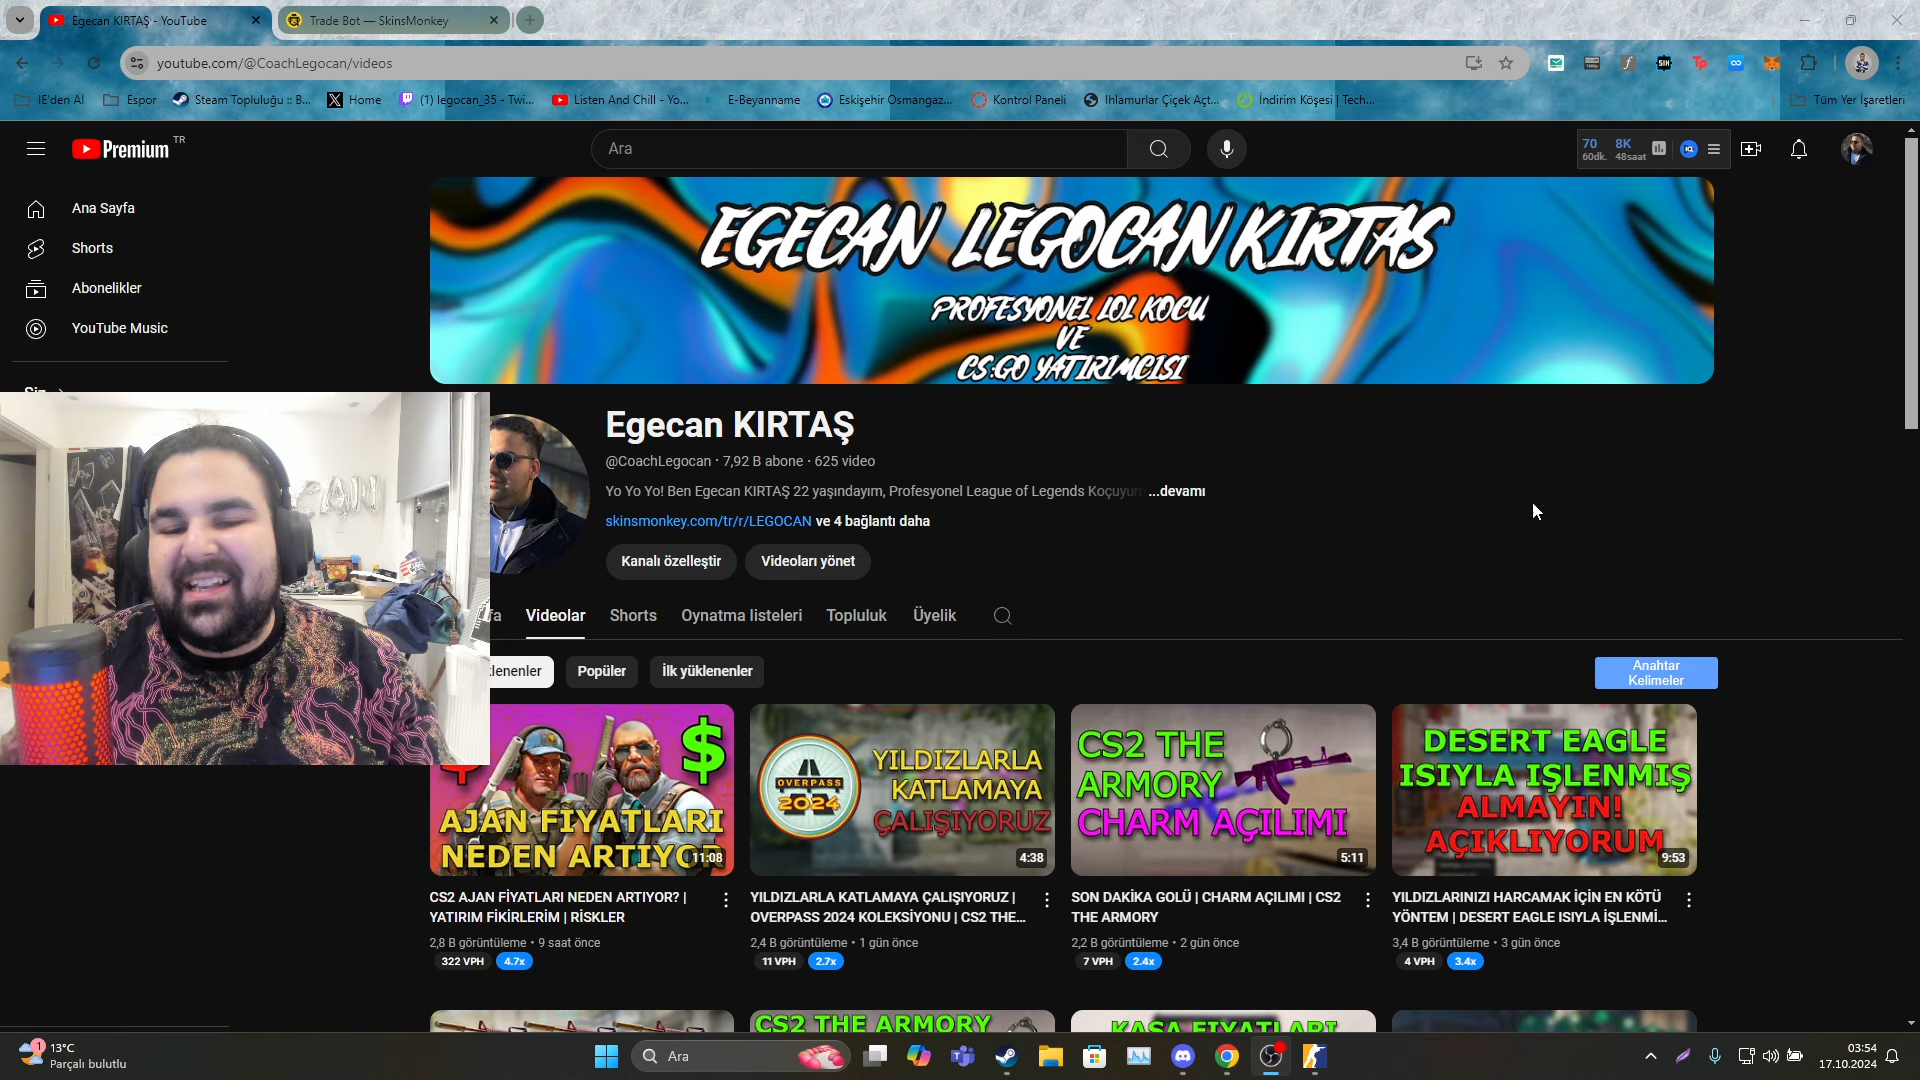 Egecan KIRTAŞ - YouTube
Trade Bot — SkinsMonkey
youtube.com/@CoachLegocan/videos
IE'den Al
Espor
Steam Topluluğu :: B...
Home
(1) legocan_35 - Twi...
Listen And Chill - Yo...
E-Beyanname
Eskişehir Osmangaz...
Kontrol Paneli
Ihlamurlar Çiçek Açt...
İndirim Köşesi | Tech...
Tüm Yer İşaretleri
Premium TR
Ara
70 8K
60dk. 48saat
Ana Sayfa
Shorts
Abonelikler
YouTube Music
EGECAN LEGOCAN KIRTAS
PROFESYONEL LOL KOCU
VE
CS:GO YATIRIMCISI
Egecan KIRTAŞ
@CoachLegocan • 7,92 B abone • 625 video
Yo Yo Yo! Ben Egecan KIRTAŞ 22 yaşındayım, Profesyonel League of Legends Koçuyum ...devamı
skinsmonkey.com/tr/r/LEGOCAN ve 4 bağlantı daha
Kanalı özelleştir
Videoları yönet
Videolar
Shorts
Oynatma listeleri
Topluluk
Üyelik
Popüler
İlk yüklenenler
Anahtar
Kelimeler
$
AJAN FİYATLARI
NEDEN ARTIYOR
11:08
OVERPASS
2024
YILDIZLARLA
KATLAMAYA
ÇALIŞIYORUZ
4:38
CS2 THE
ARMORY
CHARM AÇILIMI
5:11
DESERT EAGLE
ISIYLA IŞLENMIŞ
ALMAYIN!
AÇIKLIYORUM
9:53
CS2 AJAN FİYATLARI NEDEN ARTIYOR? |
YATIRIM FİKİRLERİM | RİSKLER
2,8 B görüntüleme • 9 saat önce
322 VPH 4.7x
YILDIZLARLA KATLAMAYA ÇALIŞIYORUZ |
OVERPASS 2024 KOLEKSİYONU | CS2 THE...
2,4 B görüntüleme • 1 gün önce
11 VPH 2.7x
SON DAKİKA GOLÜ | CHARM AÇILIMI | CS2
THE ARMORY
2,2 B görüntüleme • 2 gün önce
7 VPH 2.4x
YILDIZLARINIZI HARCAMAK İÇİN EN KÖTÜ
YÖNTEM | DESERT EAGLE ISIYLA İŞLENMİ...
3,4 B görüntüleme • 3 gün önce
4 VPH 3.4x
CS2 THE ARMORY
KASA FIYATLARI
1
13°C
Parçalı bulutlu
Ara
03:54
17.10.2024